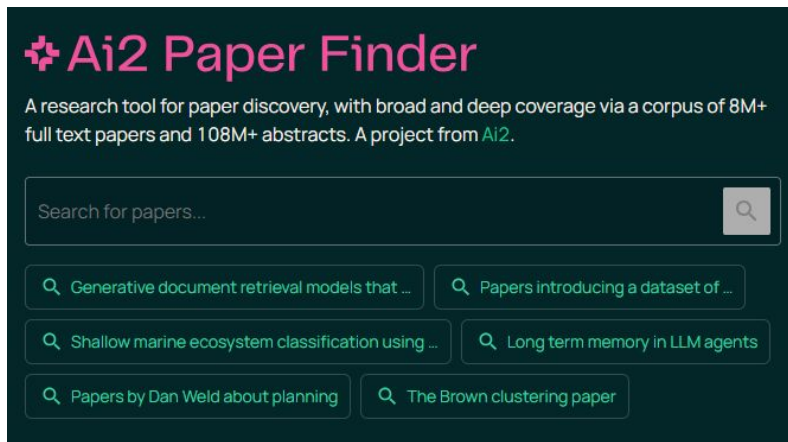 Ai2 Paper Finder
A research tool for paper discovery, with broad and deep coverage via a corpus of 8M+
full text papers and 108M+ abstracts. A project from Ai2.
Search for papers...
Generative document retrieval models that ...
Papers introducing a dataset of ...
Shallow marine ecosystem classification using ...
Long term memory in LLM agents
Papers by Dan Weld about planning
The Brown clustering paper